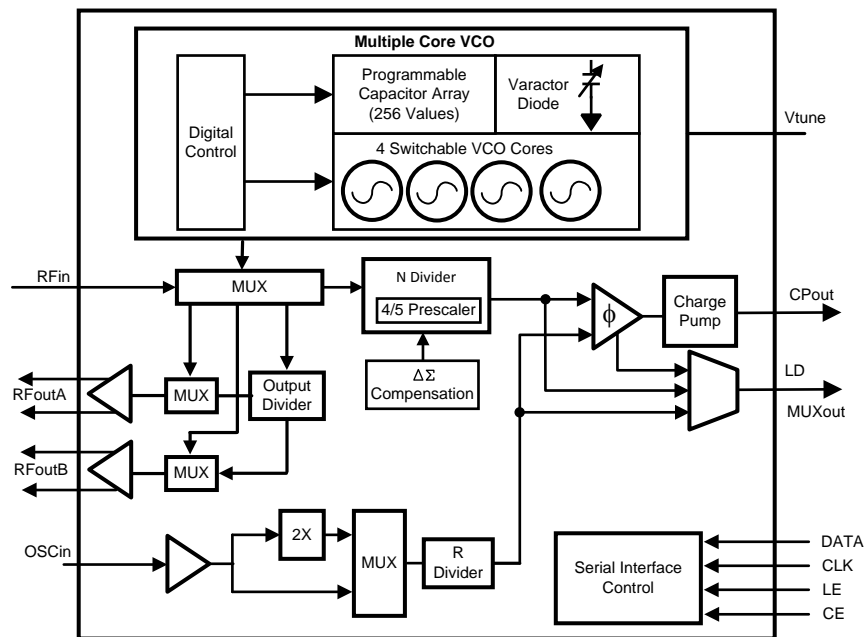 Multiple Core VCO
Programmable
Capacitor Array
(256 Values)
Varactor
Diode
Digital
Control
4 Switchable VCO Cores
Vtune
RFin
MUX
N Divider
4/5 Prescaler
ϕ
Charge
Pump
CPout
ΔΣ
Compensation
LD
MUXout
RFoutA
MUX
Output
Divider
RFoutB
MUX
OSCin
2X
MUX
R
Divider
Serial Interface
Control
DATA
CLK
LE
CE